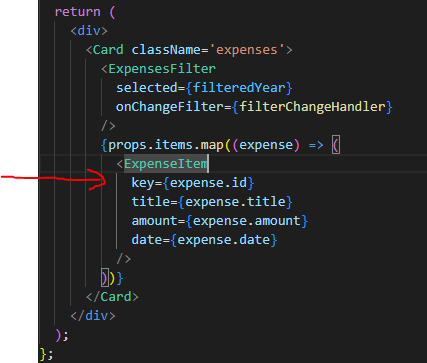 return (
<div>
<Card className='expenses'>
<ExpensesFilter
selected={filteredYear}
onChangeFilter={filterChangeHandler}
/>
{props.items.map((expense) => (
<ExpenseItem
key={expense.id}
title={expense.title}
amount={expense.amount}
date={expense.date}
/>
))}
</Card>
</div>
);
};